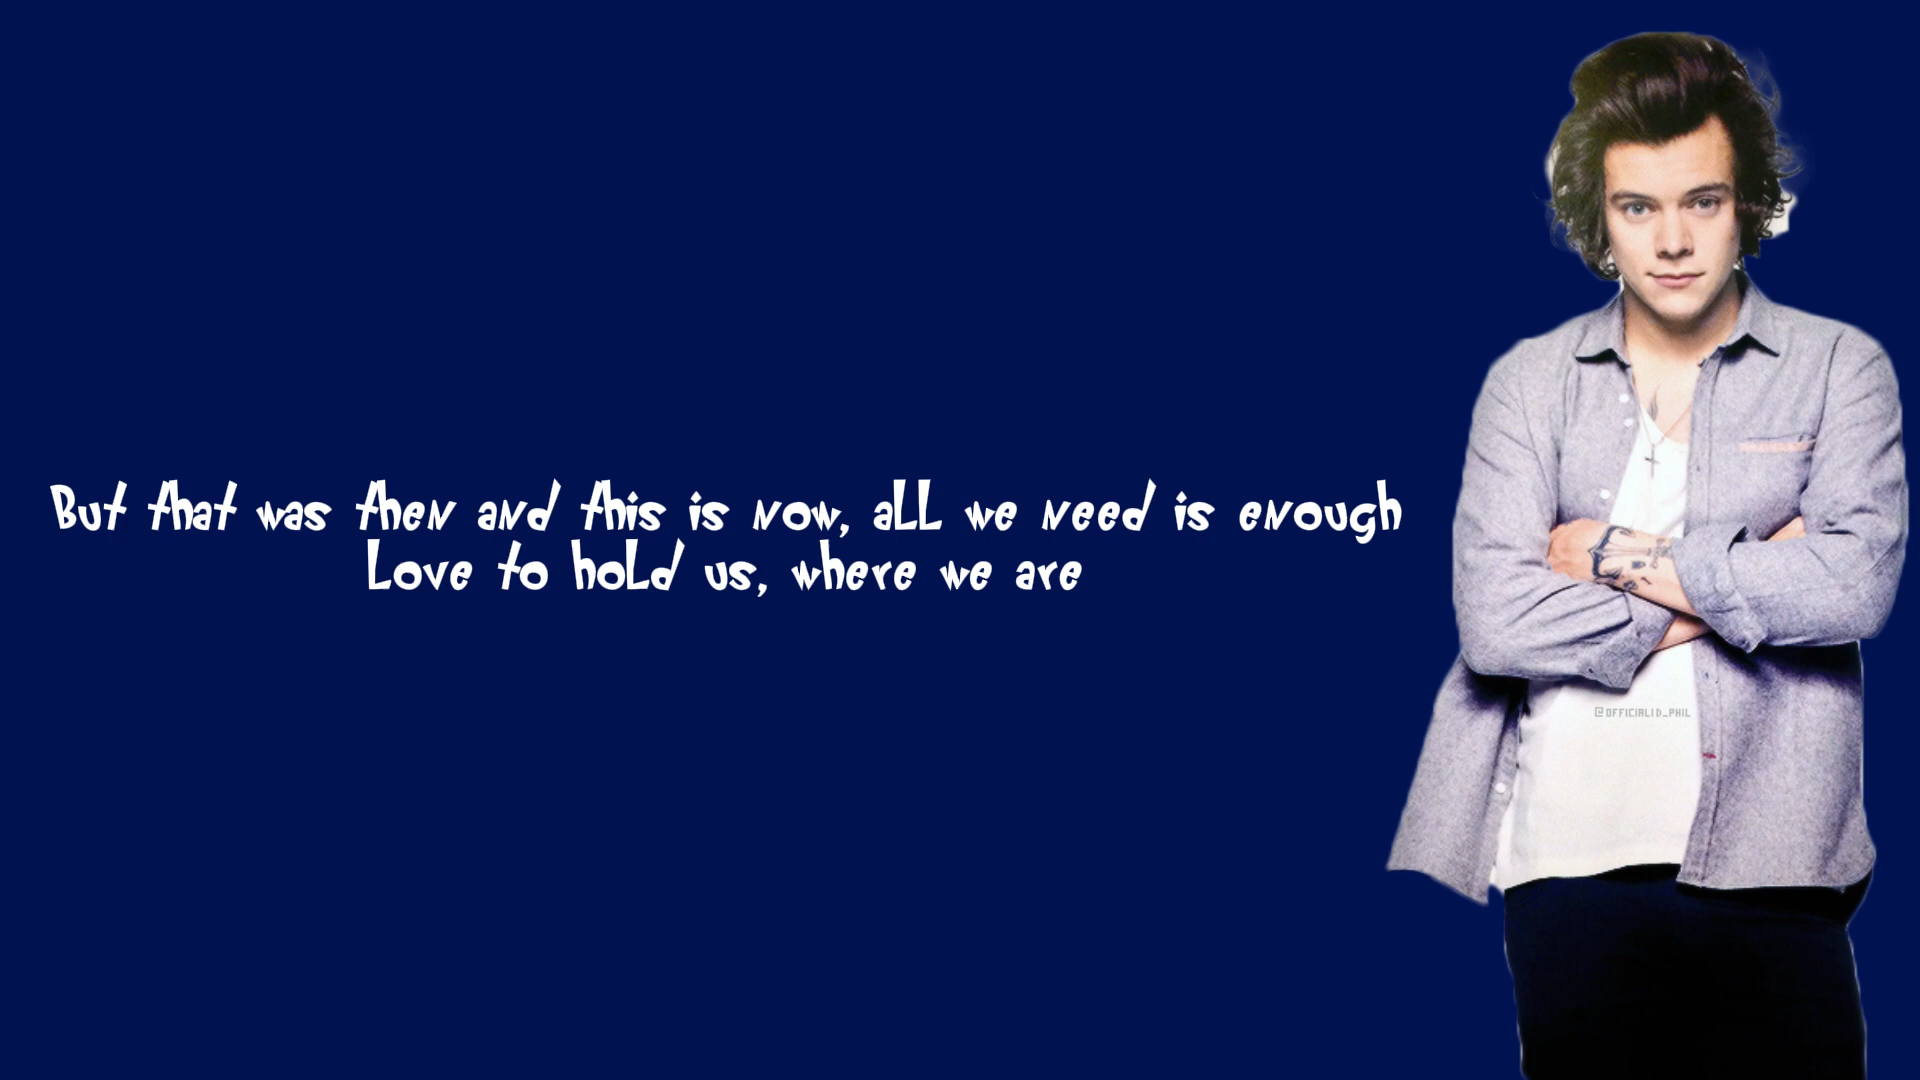 But that was then and this is now, all we need is enough
Love to hold us, where we are
@OFFICIAL1D_PHIL